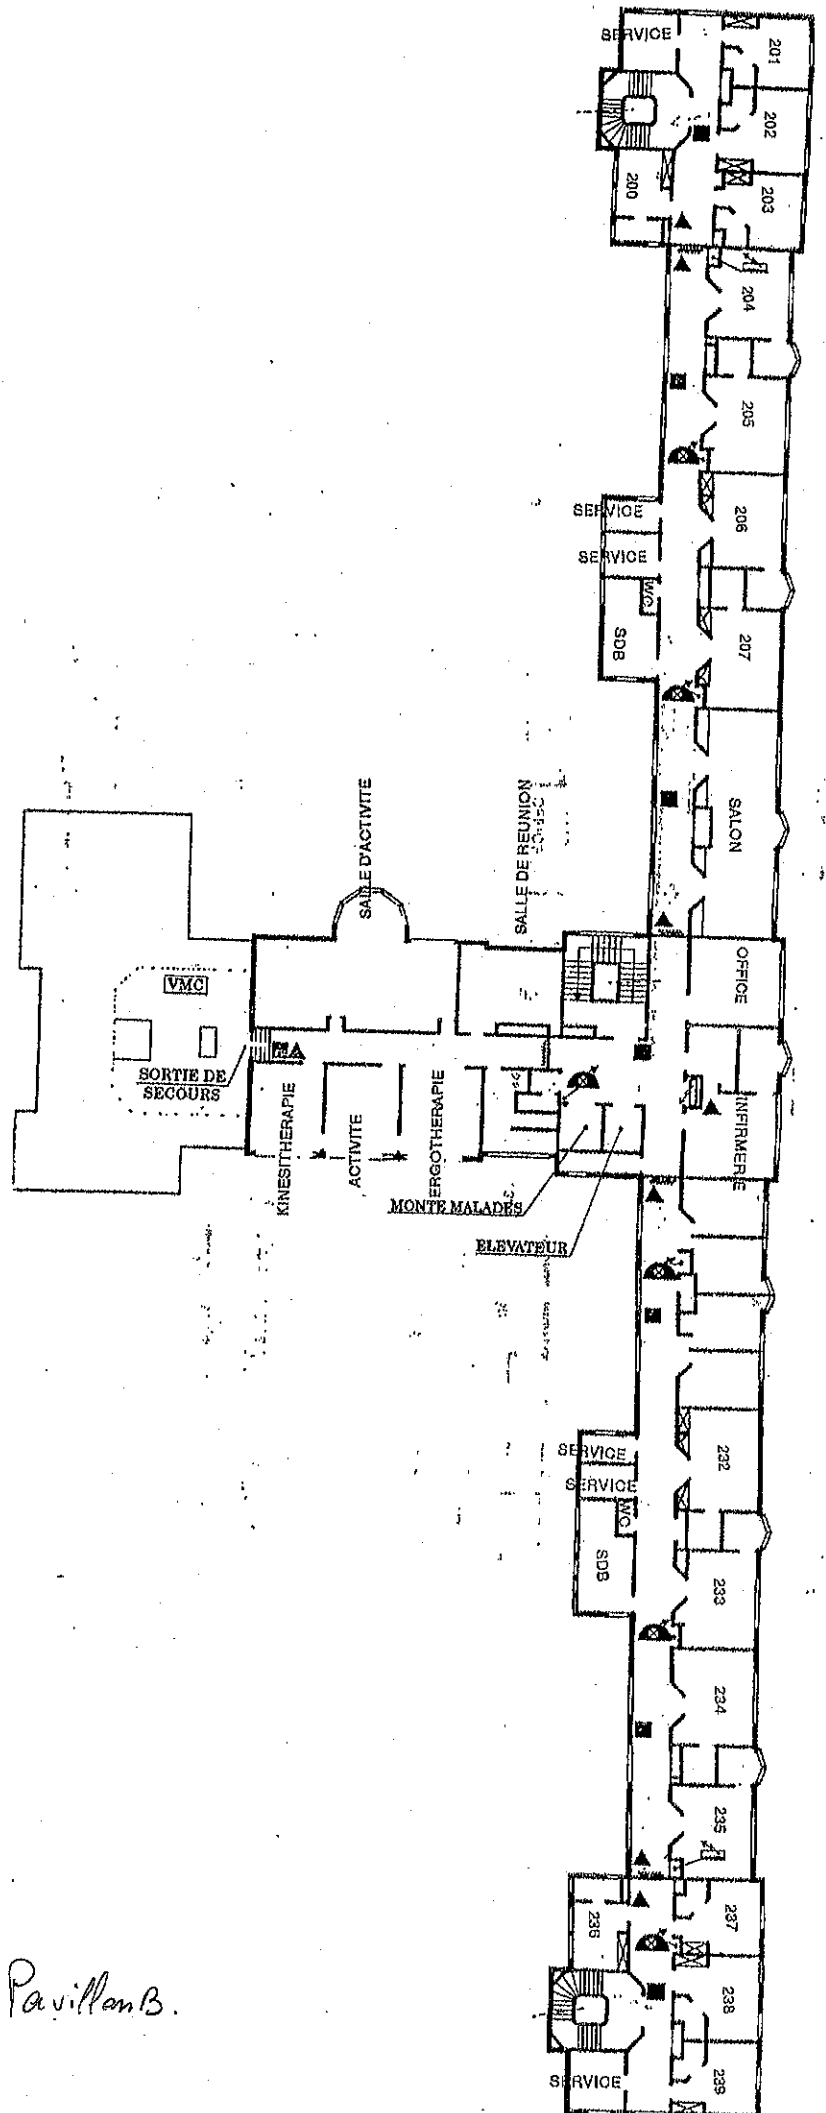 SERVICE
201
202
200
203
204
205
206
SERVICE
SERVICE
WC
SDB
207
SALON
SALLE D'ACTIVITE
SALLE DE REUNION
OFFICE
VMC
SORTIE DE
SECOURS
KINESITHERAPIE
ACTIVITE
ERGOTHERAPIE
INFIRMERIE
MONTE MALADES
ELEVATEUR
SERVICE
232
SERVICE
WC
SDB
233
234
235
236
237
238
SERVICE
239
Pavillon B.